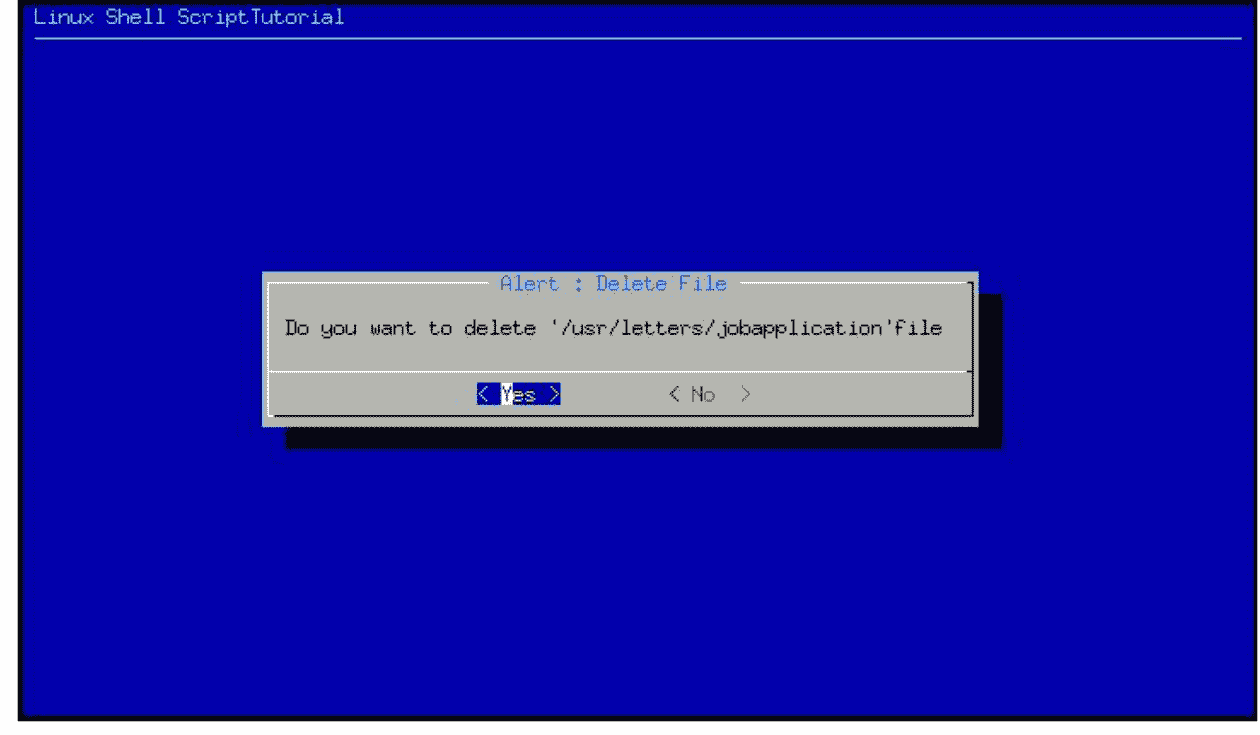 Linux Shell ScriptTutorial
Alert : Delete File
Do you want to delete '/usr/letters/jobapplication'file
< Yes > < No >